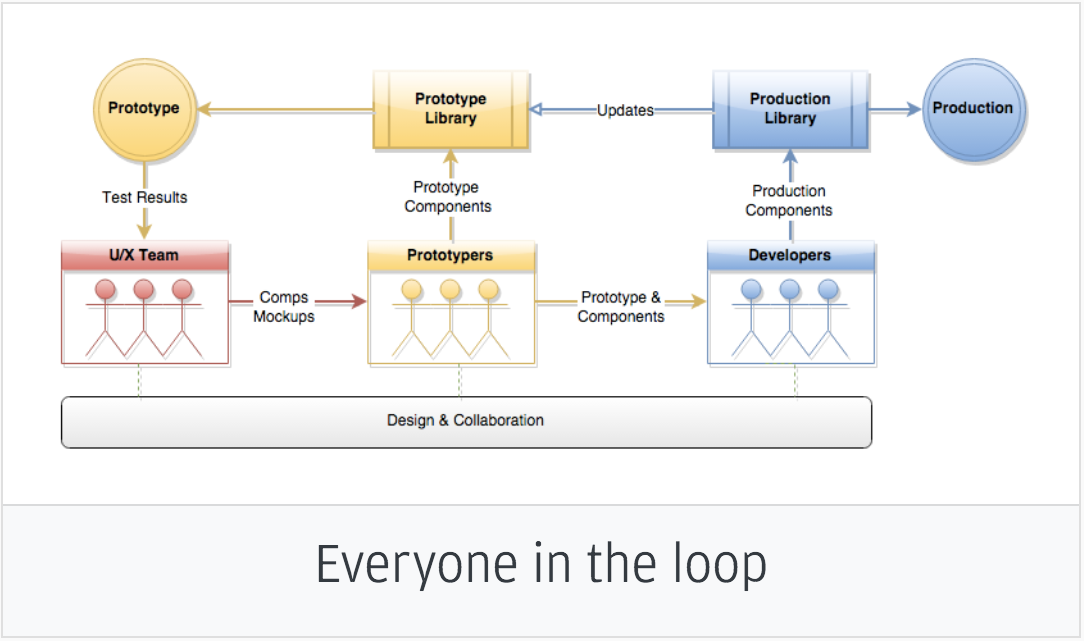 Prototype
Prototype
Library
Updates
Production
Library
Production
Test Results
Prototype
Components
Production
Components
U/X Team
Prototypers
Developers
Comps
Mockups
Prototype &
Components
Design & Collaboration
Everyone in the loop